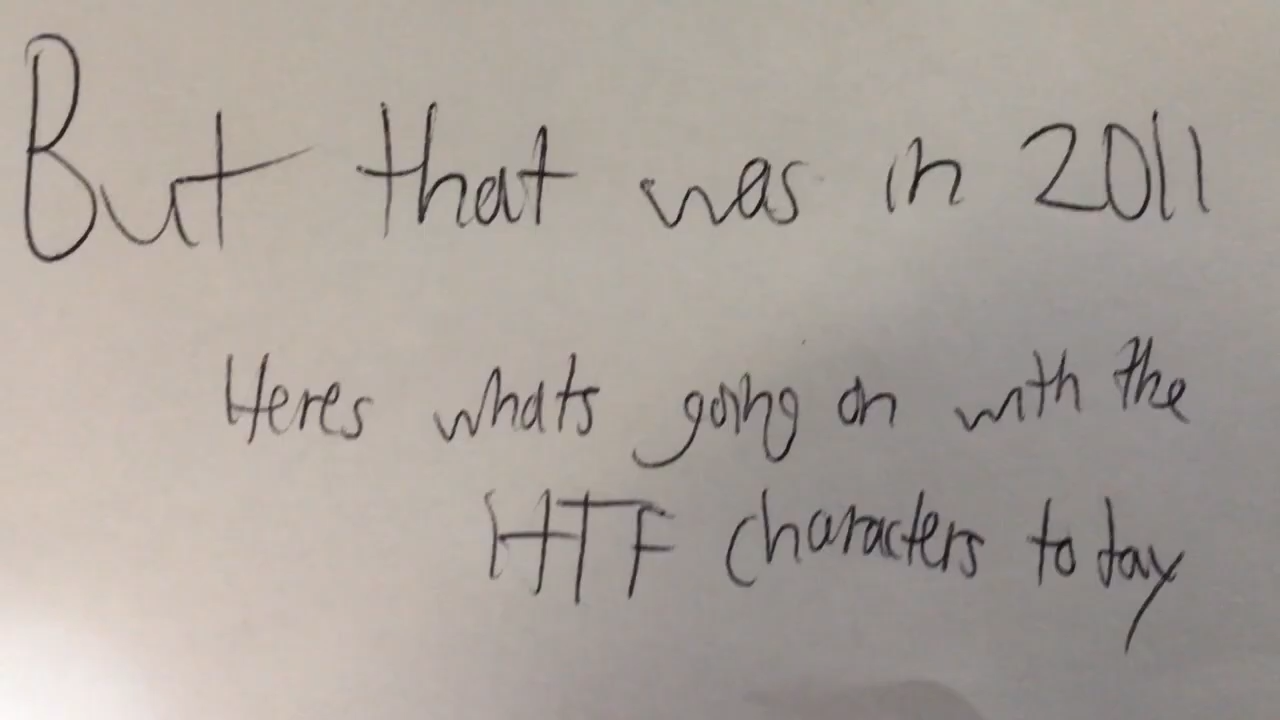 But that was in 2011
Heres whats going on with the
HTF characters today